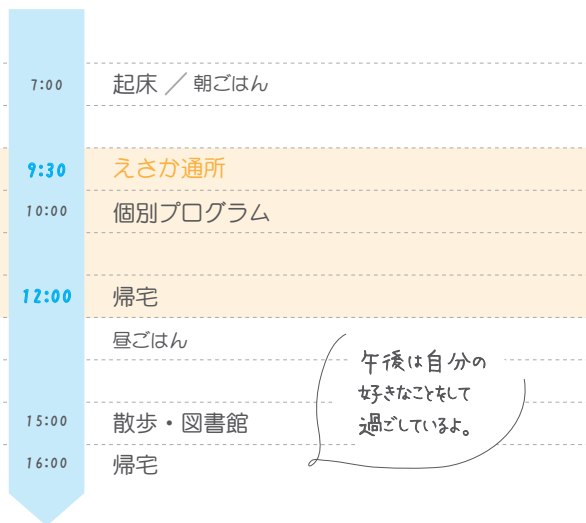 7:00 起床 ／ 朝ごはん
9:30 えさか通所
10:00 個別プログラム
12:00 帰宅
昼ごはん
午後は自分の
好きなことをして
過ごしているよ。
15:00 散歩・図書館
16:00 帰宅